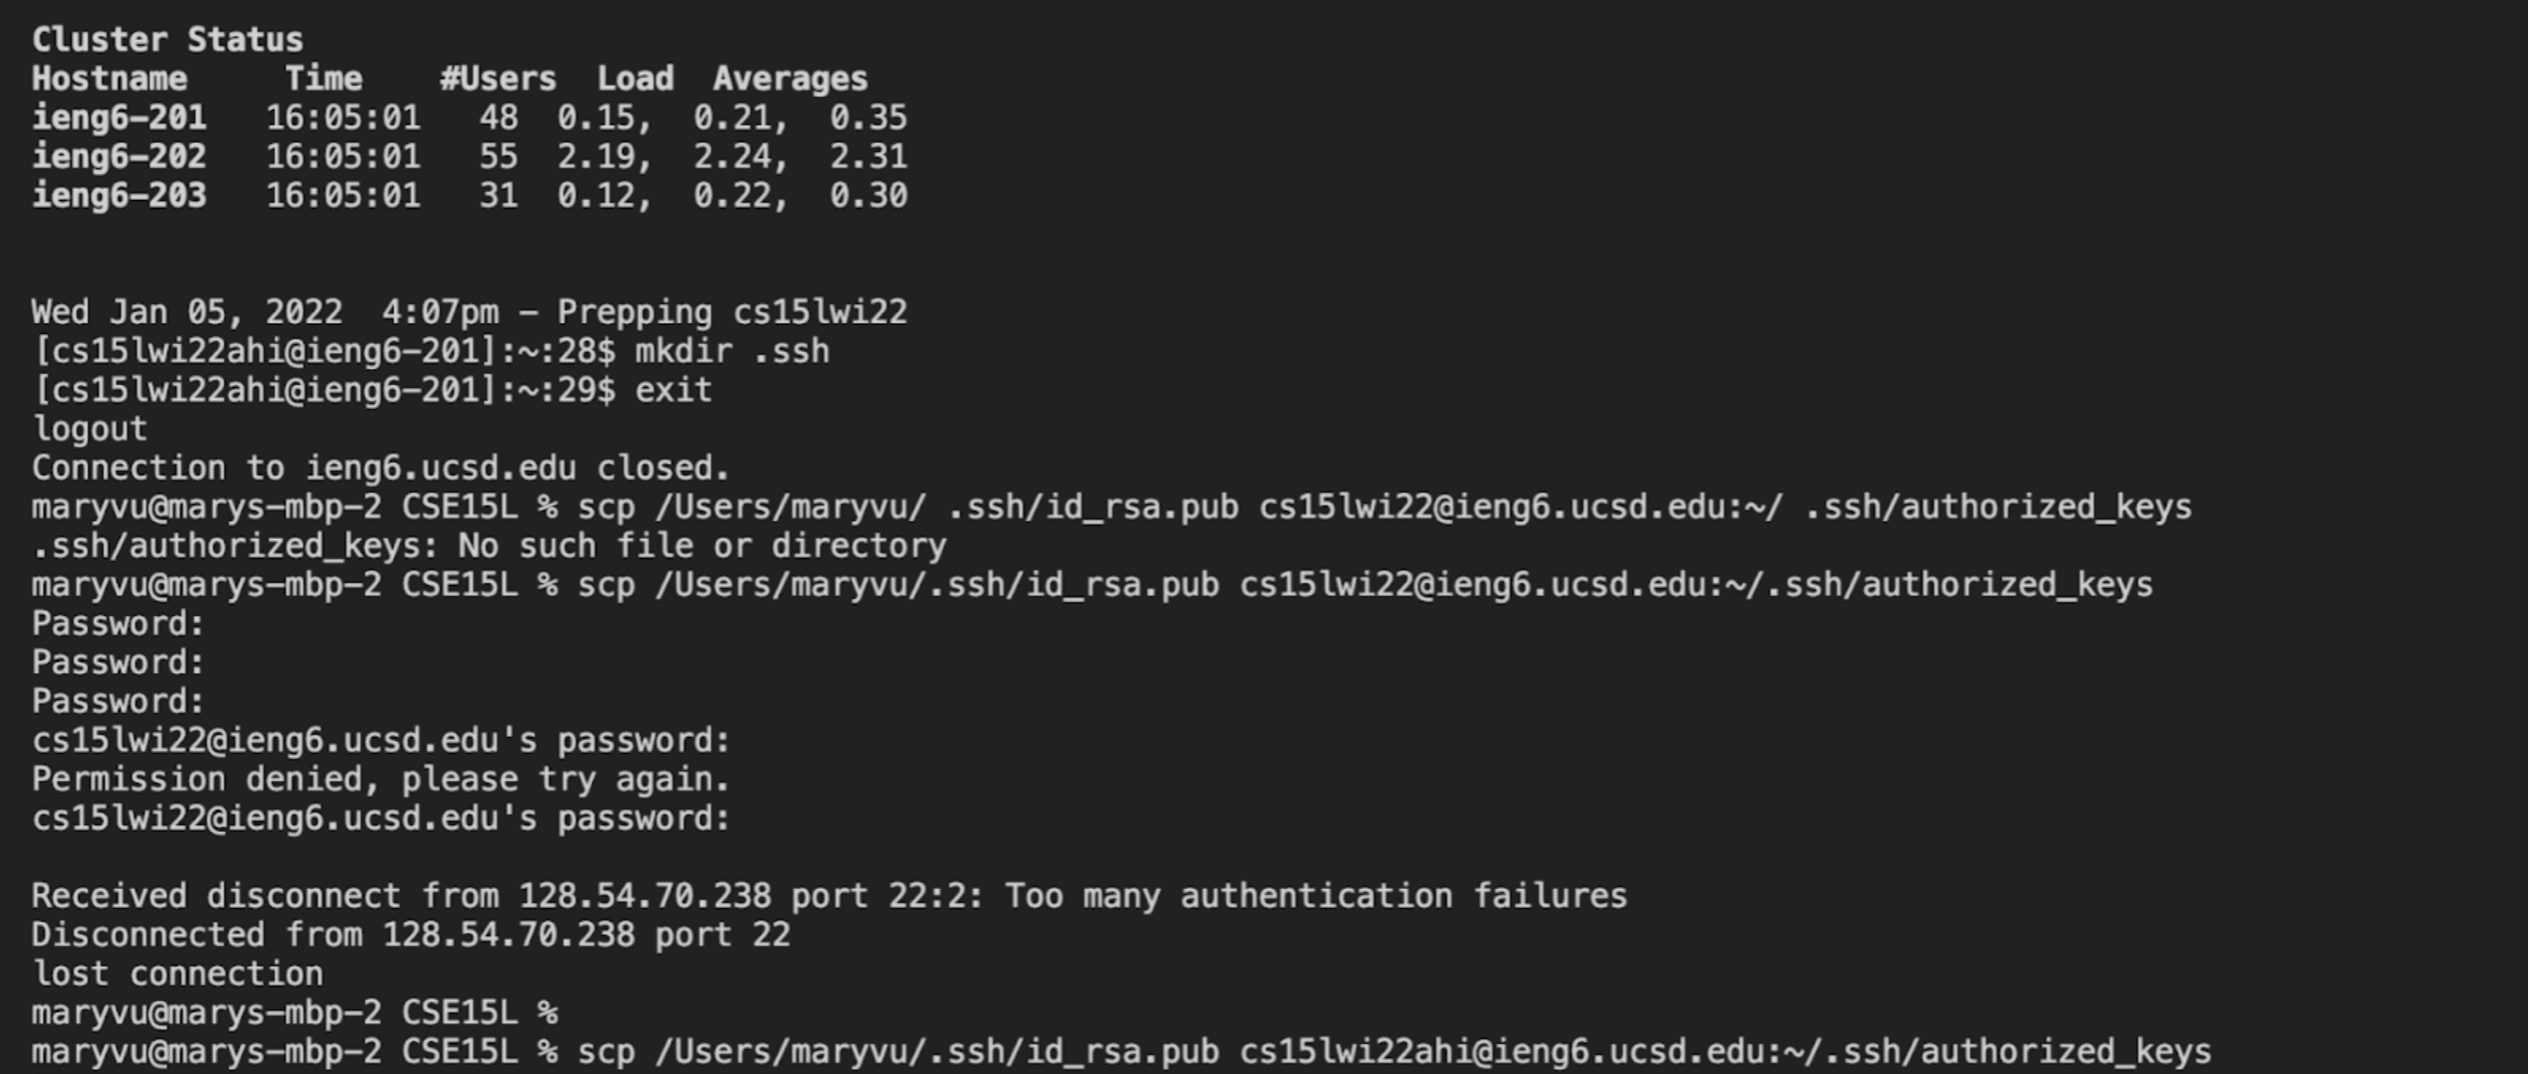 Cluster Status
Hostname     Time    #Users  Load  Averages
ieng6-201   16:05:01   48  0.15,  0.21,  0.35
ieng6-202   16:05:01   55  2.19,  2.24,  2.31
ieng6-203   16:05:01   31  0.12,  0.22,  0.30
Wed Jan 05, 2022  4:07pm - Prepping cs15lwi22
[cs15lwi22ahi@ieng6-201]:~:28$ mkdir .ssh
[cs15lwi22ahi@ieng6-201]:~:29$ exit
logout
Connection to ieng6.ucsd.edu closed.
maryvu@marys-mbp-2 CSE15L % scp /Users/maryvu/ .ssh/id_rsa.pub cs15lwi22@ieng6.ucsd.edu:~/ .ssh/authorized_keys
.ssh/authorized_keys: No such file or directory
maryvu@marys-mbp-2 CSE15L % scp /Users/maryvu/.ssh/id_rsa.pub cs15lwi22@ieng6.ucsd.edu:~/.ssh/authorized_keys
Password:
Password:
Password:
cs15lwi22@ieng6.ucsd.edu's password:
Permission denied, please try again.
cs15lwi22@ieng6.ucsd.edu's password:
Received disconnect from 128.54.70.238 port 22:2: Too many authentication failures
Disconnected from 128.54.70.238 port 22
lost connection
maryvu@marys-mbp-2 CSE15L %
maryvu@marys-mbp-2 CSE15L % scp /Users/maryvu/.ssh/id_rsa.pub cs15lwi22ahi@ieng6.ucsd.edu:~/.ssh/authorized_keys